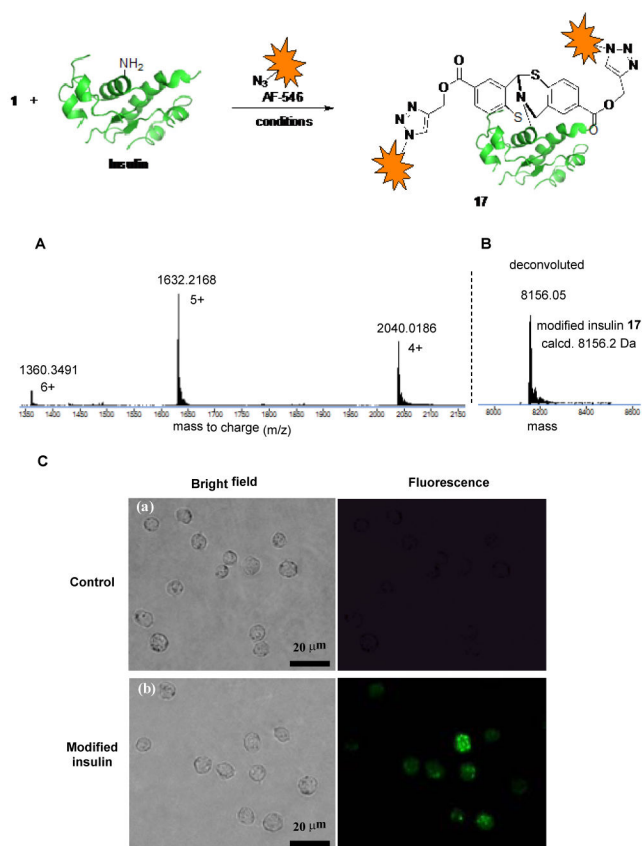 NH2
1 +
Insulin
N3
AF-546
conditions
O
O
S
N
N
N
N
S
N
N
N
O
O
17
A
B
deconvoluted
1632.2168
5+
8156.05
modified insulin 17
calcd. 8156.2 Da
2040.0186
4+
1360.3491
6+
1350 1400 1450 1500 1550 1600 1650 1700 1750 1800 1850 1900 1950 2000 2050 2100 2150
mass to charge (m/z)
8000 8200 8400 8600
mass
C
Bright field
Fluorescence
(a)
Control
20 µm
(b)
Modified
insulin
20 µm